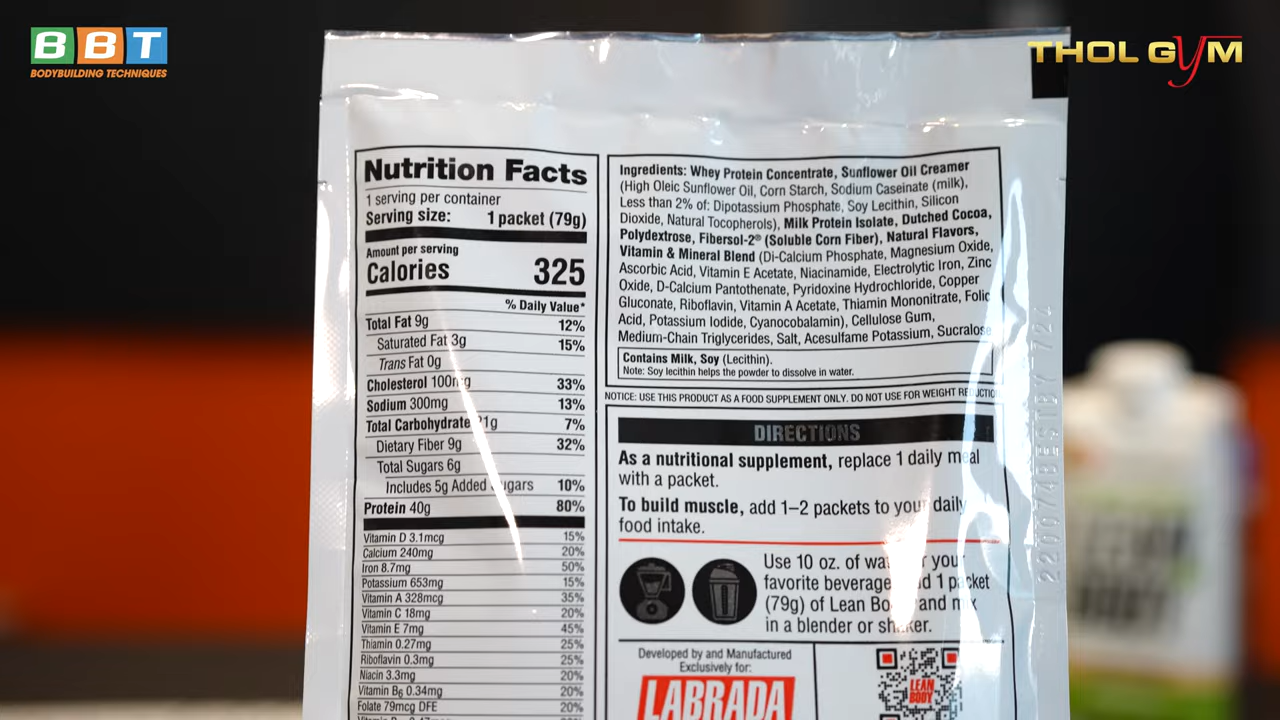 BBT
BODYBUILDING TECHNIQUES
THOL GYM
Nutrition Facts
1 serving per container
Serving size: 1 packet (79g)
Amount per serving
Calories 325
% Daily Value*
Total Fat 9g 12%
Saturated Fat 3g 15%
Trans Fat 0g
Cholesterol 100mg 33%
Sodium 300mg 13%
Total Carbohydrate 21g 7%
Dietary Fiber 9g 32%
Total Sugars 6g
Includes 5g Added Sugars 10%
Protein 40g 80%
Vitamin D 3.1mcg 15%
Calcium 240mg 20%
Iron 8.7mg 50%
Potassium 653mg 15%
Vitamin A 328mcg 35%
Vitamin C 18mg 20%
Vitamin E 7mg 45%
Thiamin 0.27mg 25%
Riboflavin 0.3mg 25%
Niacin 3.3mg 20%
Vitamin B6 0.34mg 20%
Folate 79mcg DFE 20%
Ingredients: Whey Protein Concentrate, Sunflower Oil Creamer
(High Oleic Sunflower Oil, Corn Starch, Sodium Caseinate (milk),
Less than 2% of: Dipotassium Phosphate, Soy Lecithin, Silicon
Dioxide, Natural Tocopherols), Milk Protein Isolate, Dutched Cocoa,
Polydextrose, Fibersol-2® (Soluble Corn Fiber), Natural Flavors,
Vitamin & Mineral Blend (Di-Calcium Phosphate, Magnesium Oxide,
Ascorbic Acid, Vitamin E Acetate, Niacinamide, Electrolytic Iron, Zinc
Oxide, D-Calcium Pantothenate, Pyridoxine Hydrochloride, Copper
Gluconate, Riboflavin, Vitamin A Acetate, Thiamin Mononitrate, Folic
Acid, Potassium Iodide, Cyanocobalamin), Cellulose Gum,
Medium-Chain Triglycerides, Salt, Acesulfame Potassium, Sucralose
Contains Milk, Soy (Lecithin).
Note: Soy lecithin helps the powder to dissolve in water.
NOTICE: USE THIS PRODUCT AS A FOOD SUPPLEMENT ONLY. DO NOT USE FOR WEIGHT REDUCTION
DIRECTIONS
As a nutritional supplement, replace 1 daily meal
with a packet.
To build muscle, add 1–2 packets to your daily
food intake.
Use 10 oz. of water or your
favorite beverage and 1 packet
(79g) of Lean Body and mix
in a blender or shaker.
Developed by and Manufactured
Exclusively for:
LABRADA
LEAN
BODY